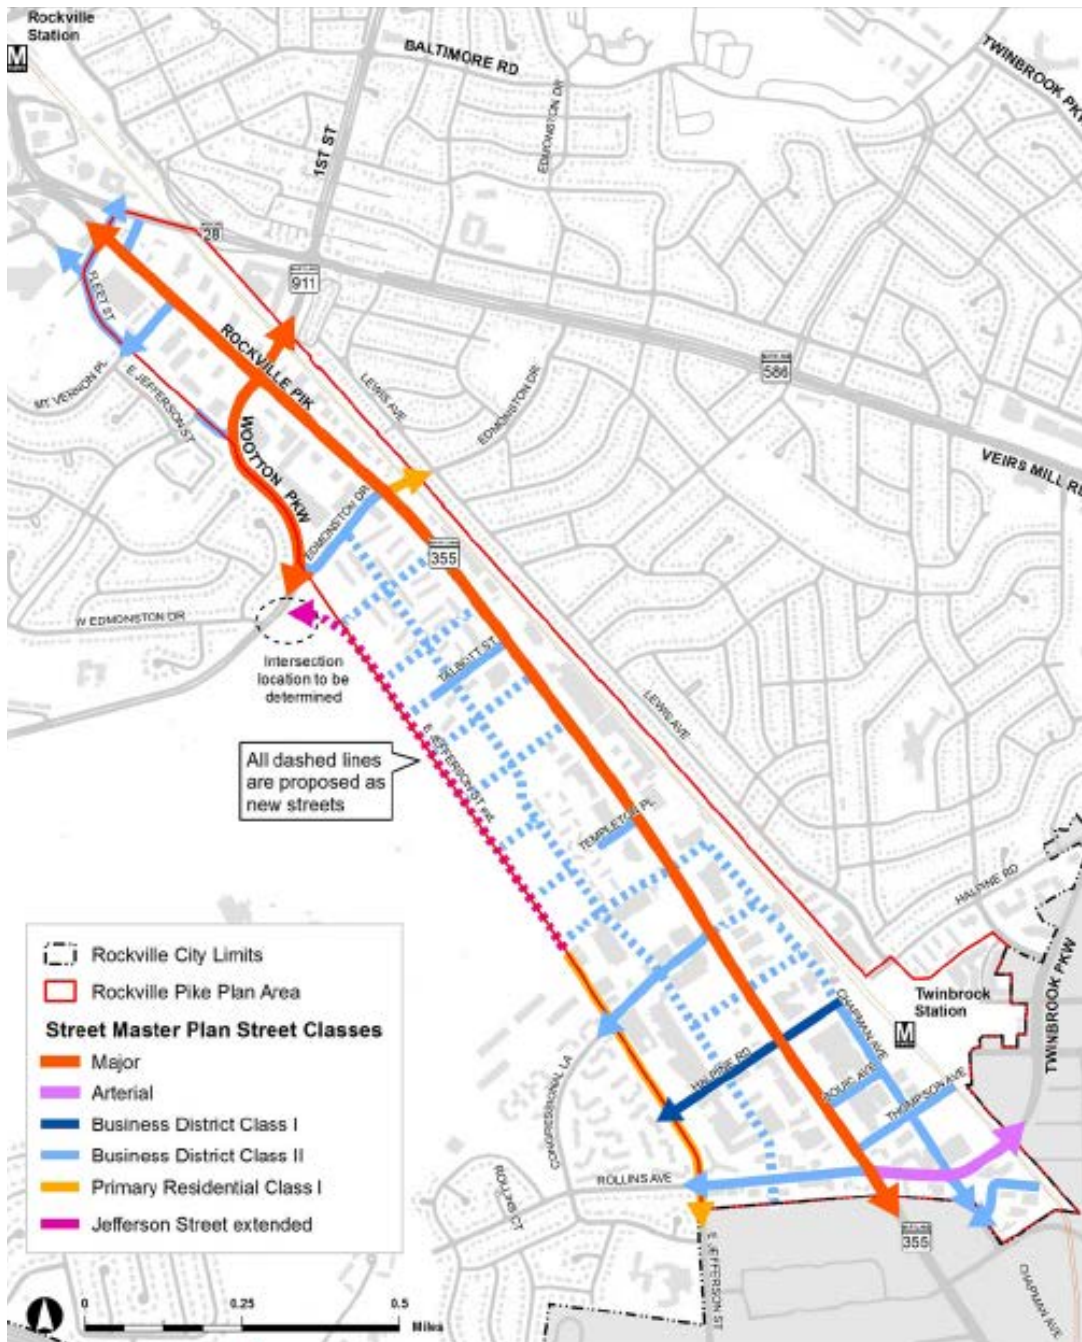 Rockville
Station
M
BALTIMORE RD
TWINBROOK PKW
EDMONSTON DR
1ST ST
28
911
FLEET ST
ROCKVILLE PIK
586
MT VERNON PL
E JEFFERSON ST
LEWIS AVE
EDMONSTON DR
WOOTTON PKW
VEIRS MILL RD
EDMONSTON DR
355
W EDMONSTON DR
Intersection
location to be
determined
TALBOTT ST
LEWIS AVE
E JEFFERSON ST ext.
All dashed lines
are proposed as
new streets
TEMPLETON PL
HALPINE RD
Rockville City Limits
Rockville Pike Plan Area
Street Master Plan Street Classes
Major
Arterial
Business District Class I
Business District Class II
Primary Residential Class I
Jefferson Street extended
Twinbrook
Station
M
TWINBROOK PKW
CHAPMAN AVE
HALPINE RD
BOUIC AVE
THOMPSON AVE
CONGRESSIONAL LA
ROLLINS AVE
ROLLINS CT
355
E JEFFERSON ST
CHAPMAN AVE
0 0.25 0.5
Miles